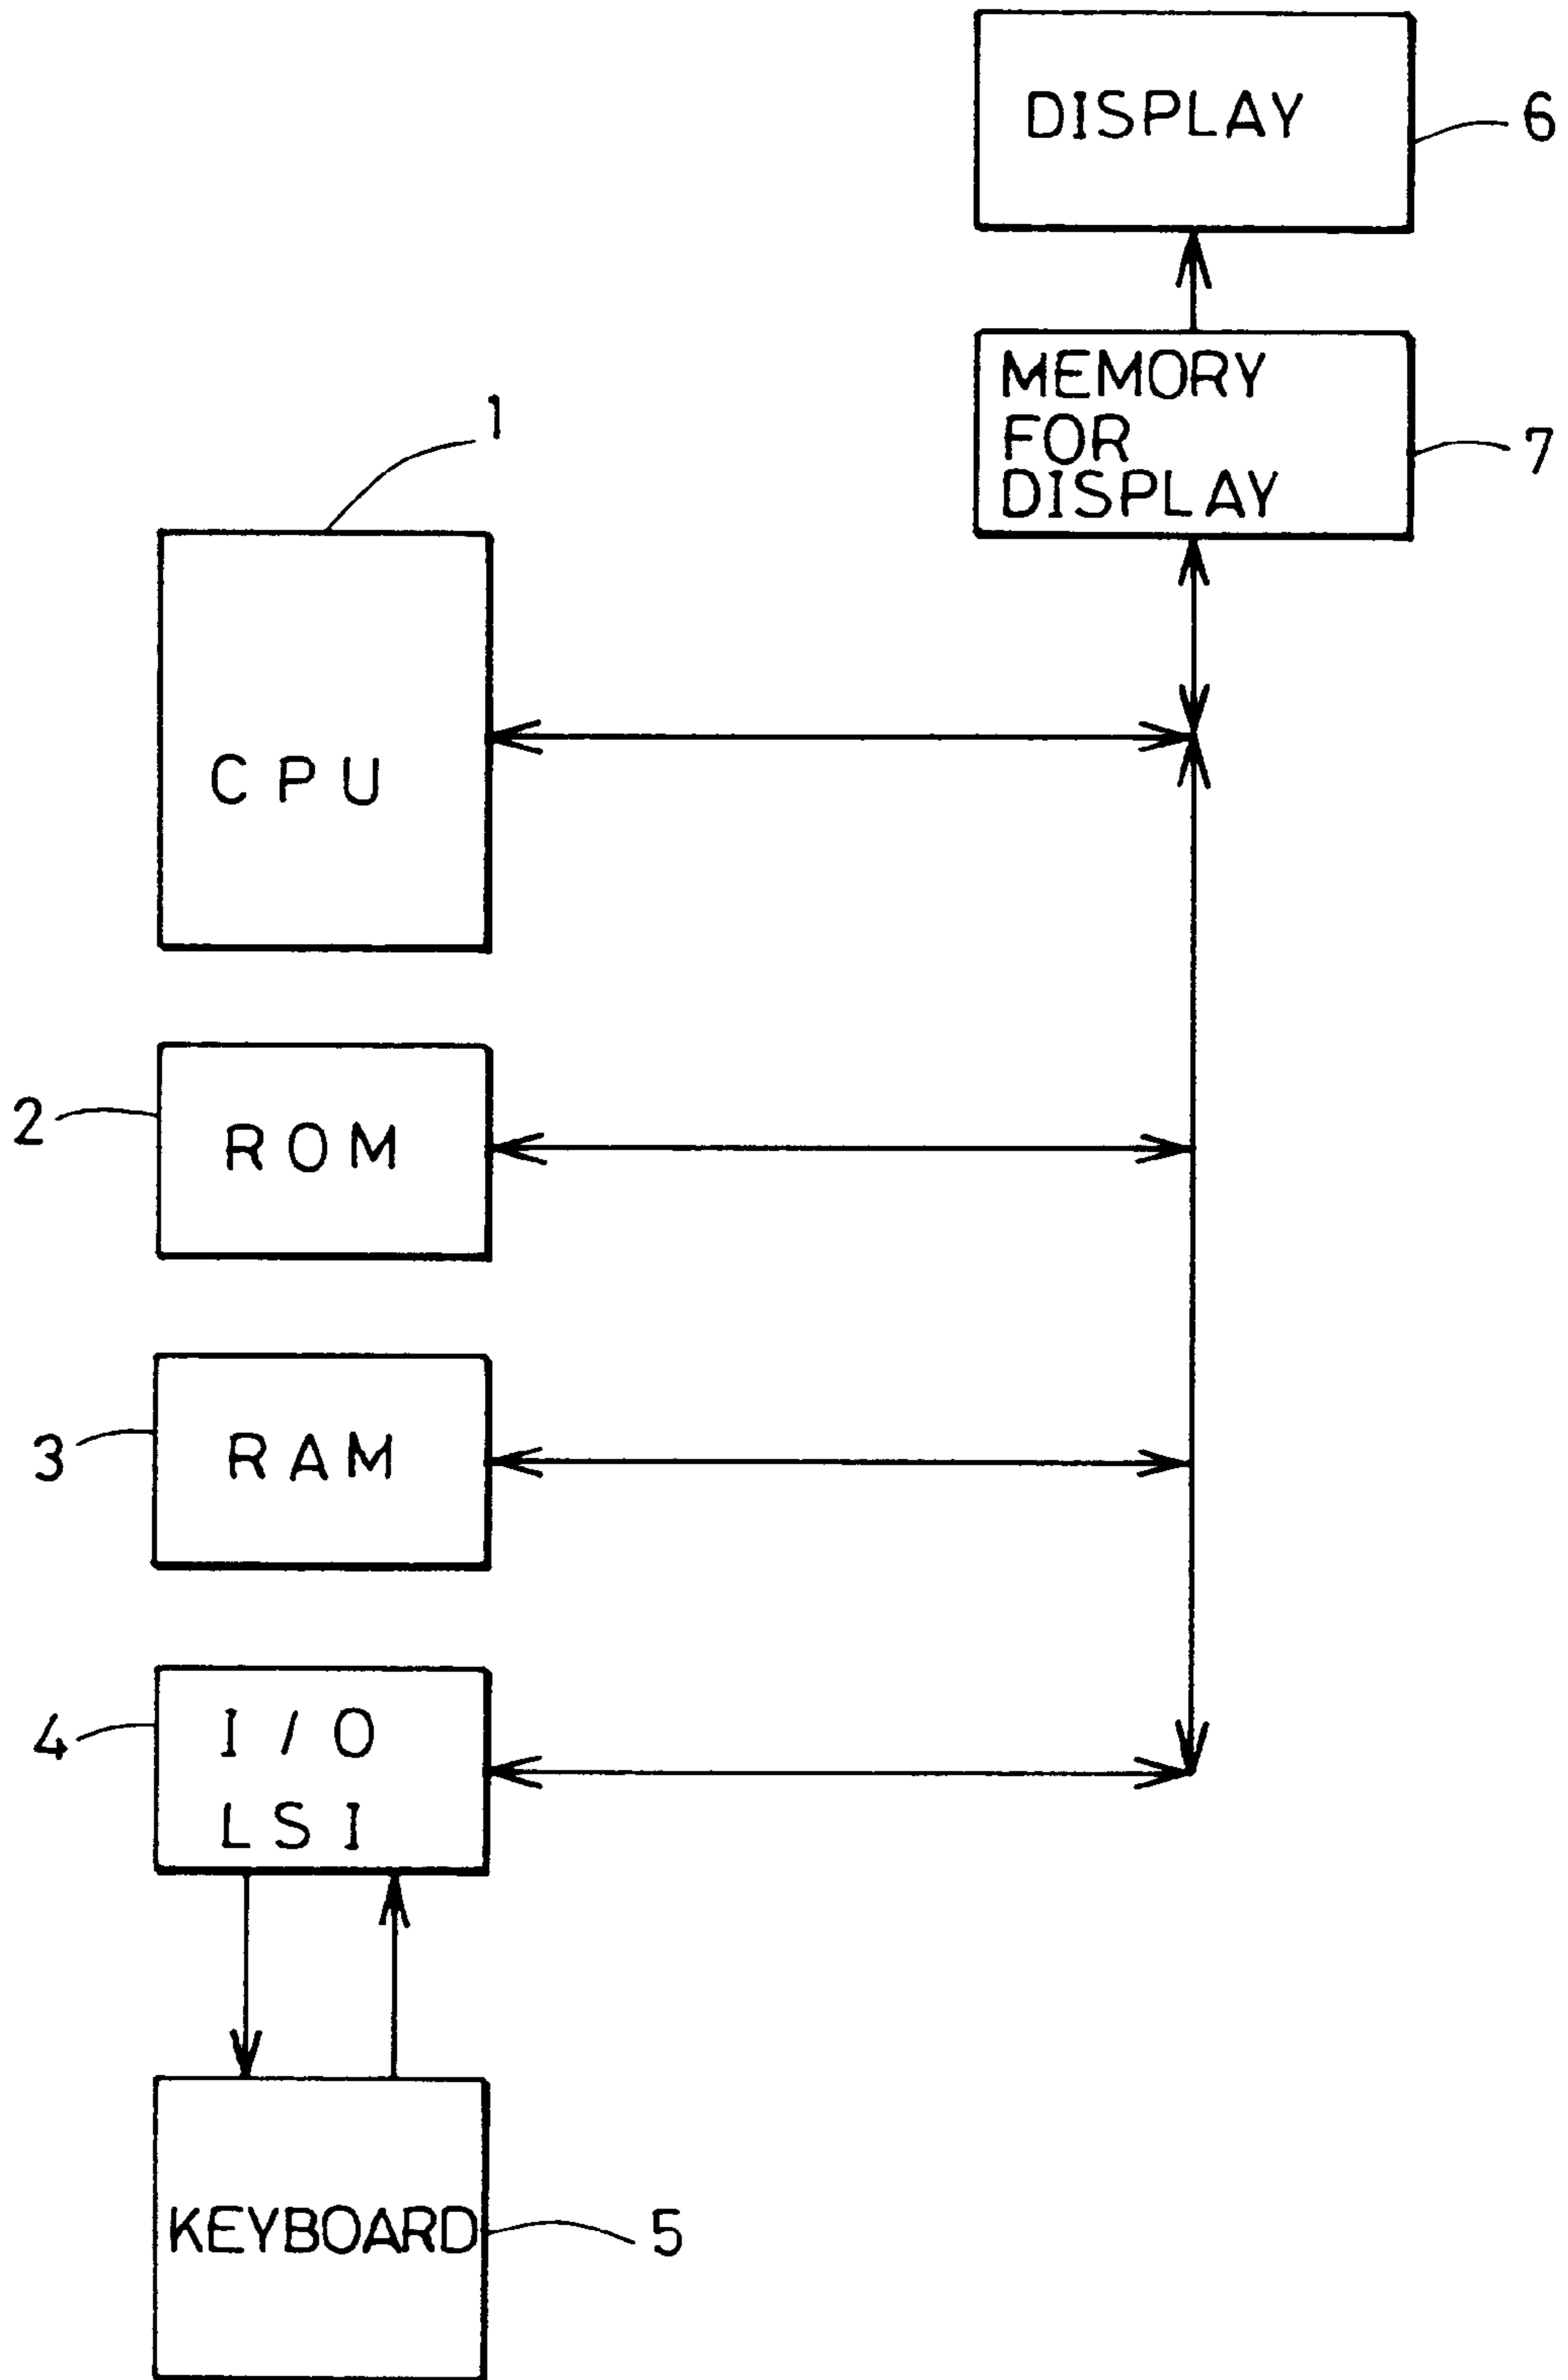 DISPLAY
6
MEMORY
FOR
DISPLAY
7
1
CPU
2
ROM
3
RAM
4
I/O
LSI
KEYBOARD
5